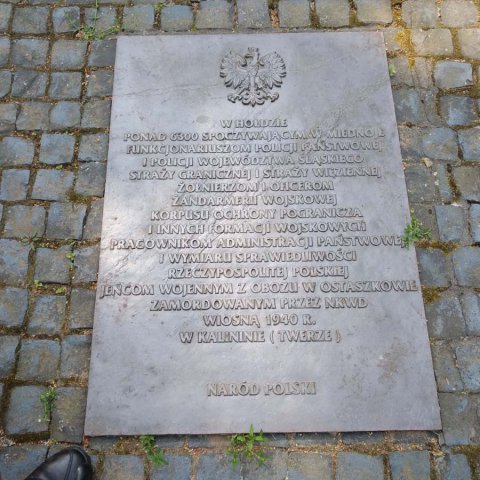 W HOŁDZIE
PONAD 6300 SPOCZYWAJĄCYM W MIEDNOJE
FUNKCJONARIUSZOM POLICJI PAŃSTWOWEJ
I POLICJI WOJEWÓDZTWA ŚLĄSKIEGO
STRAŻY GRANICZNEJ I STRAŻY WIĘZIENNEJ
ŻOŁNIERZOM I OFICEROM
ŻANDARMERII WOJSKOWEJ
KORPUSU OCHRONY POGRANICZA
I INNYCH FORMACJI WOJSKOWYCH
PRACOWNIKOM ADMINISTRACJI PAŃSTWOWEJ
I WYMIARU SPRAWIEDLIWOŚCI
RZECZYPOSPOLITEJ POLSKIEJ
JEŃCOM WOJENNYM Z OBOZU W OSTASZKOWIE
ZAMORDOWANYM PRZEZ NKWD
WIOSNĄ 1940 R.
W KALININIE ( TWERZE )
NARÓD POLSKI